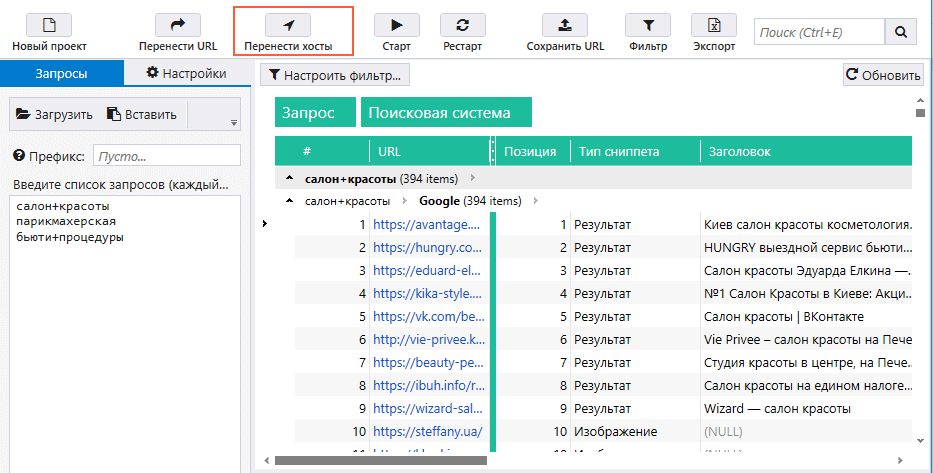 Новый проект
Перенести URL
Перенести хосты
Старт
Рестарт
Сохранить URL
Фильтр
Экспорт
Поиск (Ctrl+E)
Запросы
Настройки
Настроить фильтр...
Обновить
Загрузить
Вставить
Запрос
Поисковая система
Префикс:
Пусто...
Введите список запросов (каждый...
салон+красоты
парикмахерская
бьюти+процедуры
# URL Позиция Тип сниппета Заголовок
салон+красоты (394 items)
салон+красоты Google (394 items)
1 https://avantage.... 1 Результат Киев салон красоты косметология...
2 https://hungry.co... 2 Результат HUNGRY выездной сервис бьюти...
3 https://eduard-el... 3 Результат Салон красоты Эдуарда Елкина —...
4 https://kika-style.... 4 Результат №1 Салон Красоты в Киеве: Акци...
5 https://vk.com/be... 5 Результат Салон красоты | ВКонтакте
6 http://vie-privee.k... 6 Результат Vie Privee – салон красоты на Пече...
7 https://beauty-pe... 7 Результат Студия красоты в центре, на Пече...
8 https://ibuh.info/r... 8 Результат Салон красоты на едином налоге...
9 https://wizard-sal... 9 Результат Wizard — салон красоты
10 https://steffany.ua/ 10 Изображение (NULL)